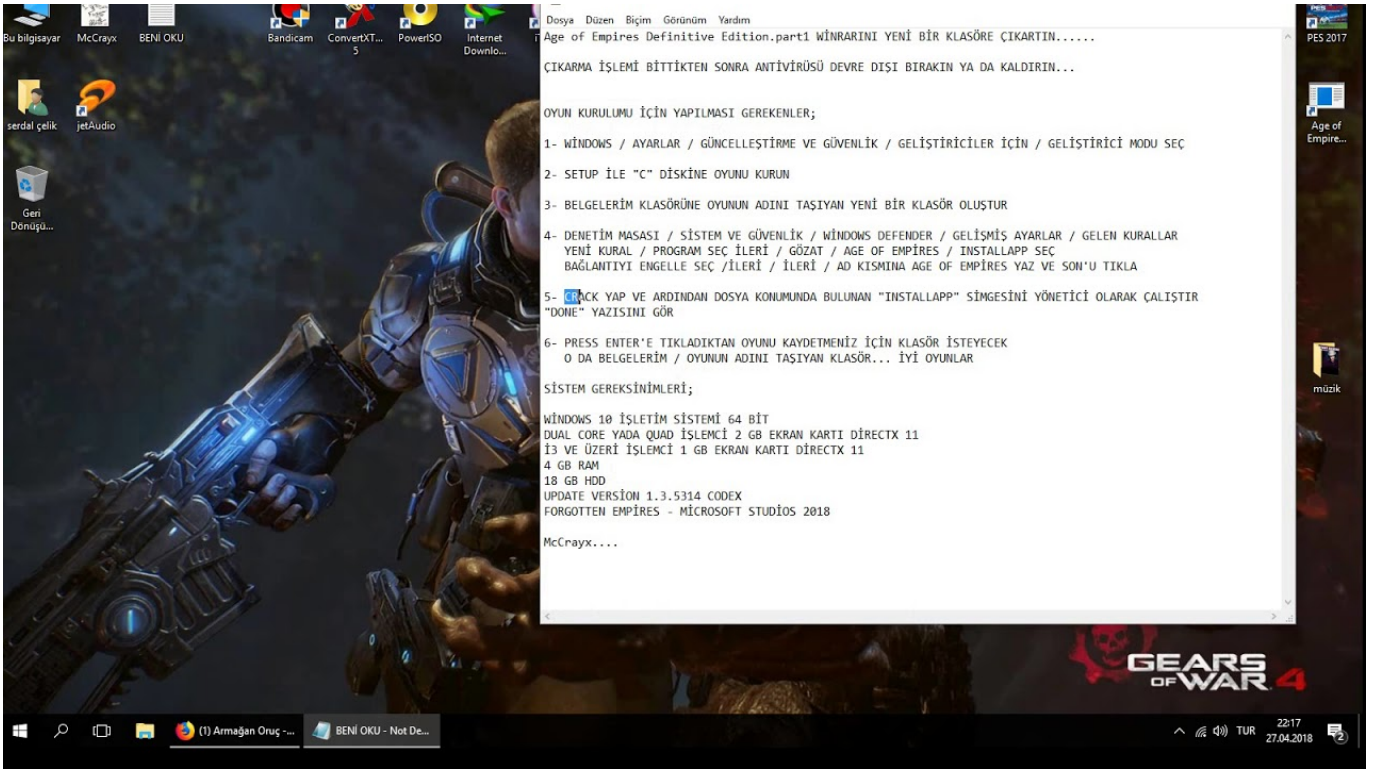 Bu bilgisayar
McCrayx
BENİ OKU
Bandicam
ConvertXT...
5
PowerISO
Internet
Downlo...
PES 2017
serdal çelik
jetAudio
Geri
Dönüşü...
Age of
Empire...
müzik
Dosya Düzen Biçim Görünüm Yardım
Age of Empires Definitive Edition.part1 WİNRARINI YENİ BİR KLASÖRE ÇIKARTIN......
ÇIKARMA İŞLEMİ BİTTİKTEN SONRA ANTİVİRÜSÜ DEVRE DIŞI BIRAKIN YA DA KALDIRIN...
OYUN KURULUMU İÇİN YAPILMASI GEREKENLER;
1- WİNDOWS / AYARLAR / GÜNCELLEŞTİRME VE GÜVENLİK / GELİŞTİRİCİLER İÇİN / GELİŞTİRİCİ MODU SEÇ
2- SETUP İLE "C" DİSKİNE OYUNU KURUN
3- BELGELERİM KLASÖRÜNE OYUNUN ADINI TAŞIYAN YENİ BİR KLASÖR OLUŞTUR
4- DENETİM MASASI / SİSTEM VE GÜVENLİK / WİNDOWS DEFENDER / GELİŞMİŞ AYARLAR / GELEN KURALLAR
YENİ KURAL / PROGRAM SEÇ İLERİ / GÖZAT / AGE OF EMPİRES / INSTALLAPP SEÇ
BAĞLANTIYI ENGELLE SEÇ /İLERİ / İLERİ / AD KISMINA AGE OF EMPİRES YAZ VE SON'U TIKLA
5- CRACK YAP VE ARDINDAN DOSYA KONUMUNDA BULUNAN "INSTALLAPP" SİMGESİNİ YÖNETİCİ OLARAK ÇALIŞTIR
"DONE" YAZISINI GÖR
6- PRESS ENTER'E TIKLADIKTAN OYUNU KAYDETMENİZ İÇİN KLASÖR İSTEYECEK
O DA BELGELERİM / OYUNUN ADINI TAŞIYAN KLASÖR... İYİ OYUNLAR
SİSTEM GEREKSİNİMLERİ;
WİNDOWS 10 İŞLETİM SİSTEMİ 64 BİT
DUAL CORE YADA QUAD İŞLEMCİ 2 GB EKRAN KARTI DİRECTX 11
İ3 VE ÜZERİ İŞLEMCİ 1 GB EKRAN KARTI DİRECTX 11
4 GB RAM
18 GB HDD
UPDATE VERSİON 1.3.5314 CODEX
FORGOTTEN EMPİRES - MİCROSOFT STUDİOS 2018
McCrayx....
GEARS
OF WAR 4
(1) Armağan Oruç -...
BENİ OKU - Not De...
TUR
22:17
27.04.2018
2